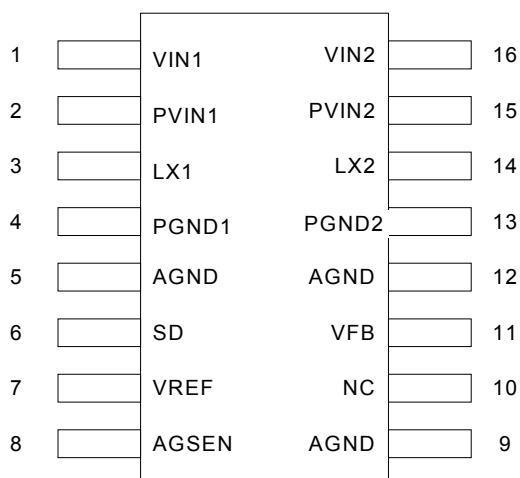 1 VIN1 VIN2 16
2 PVIN1 PVIN2 15
3 LX1 LX2 14
4 PGND1 PGND2 13
5 AGND AGND 12
6 SD VFB 11
7 VREF NC 10
8 AGSEN AGND 9